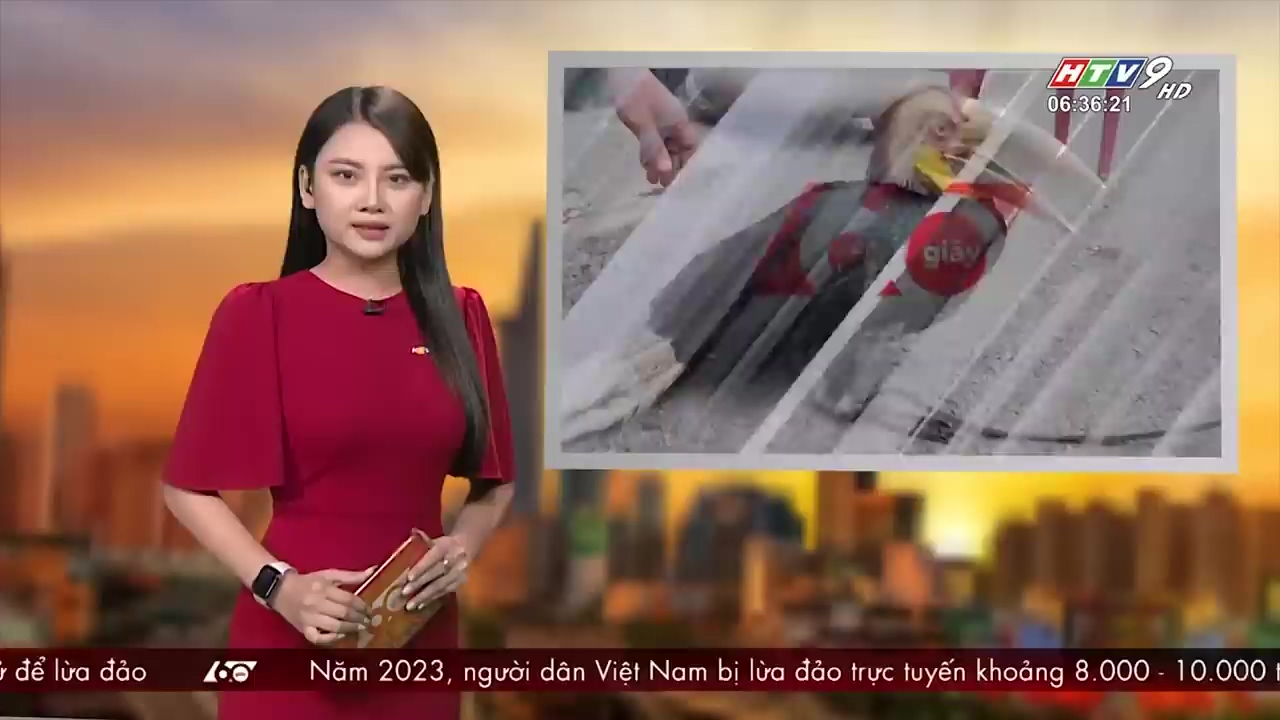 HTV9
HD
06:36:21
giây
để lừa đảo
60
Năm 2023, người dân Việt Nam bị lừa đảo trực tuyến khoảng 8.000 - 10.000